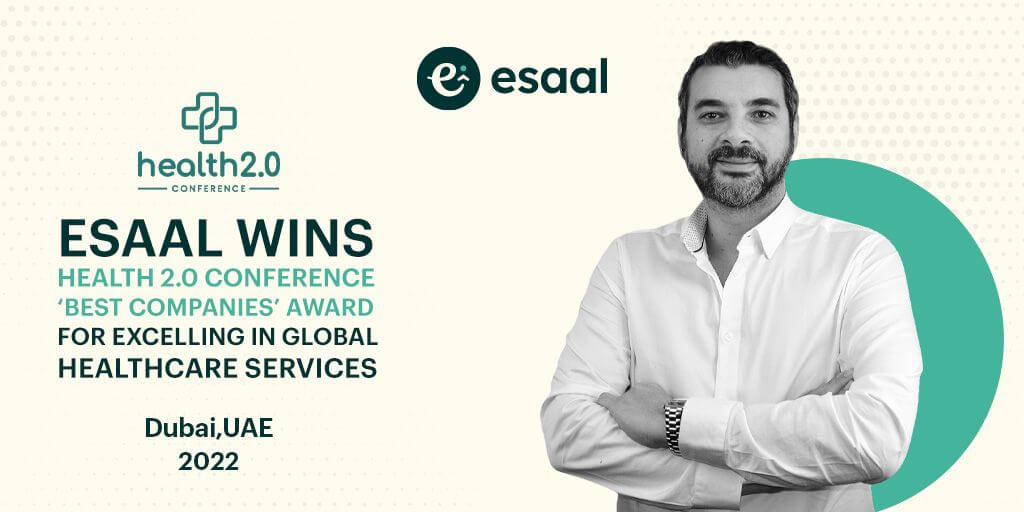 esaal
health2.0
CONFERENCE
ESAAL WINS
HEALTH 2.0 CONFERENCE
‘BEST COMPANIES’ AWARD
FOR EXCELLING IN GLOBAL
HEALTHCARE SERVICES
Dubai,UAE
2022